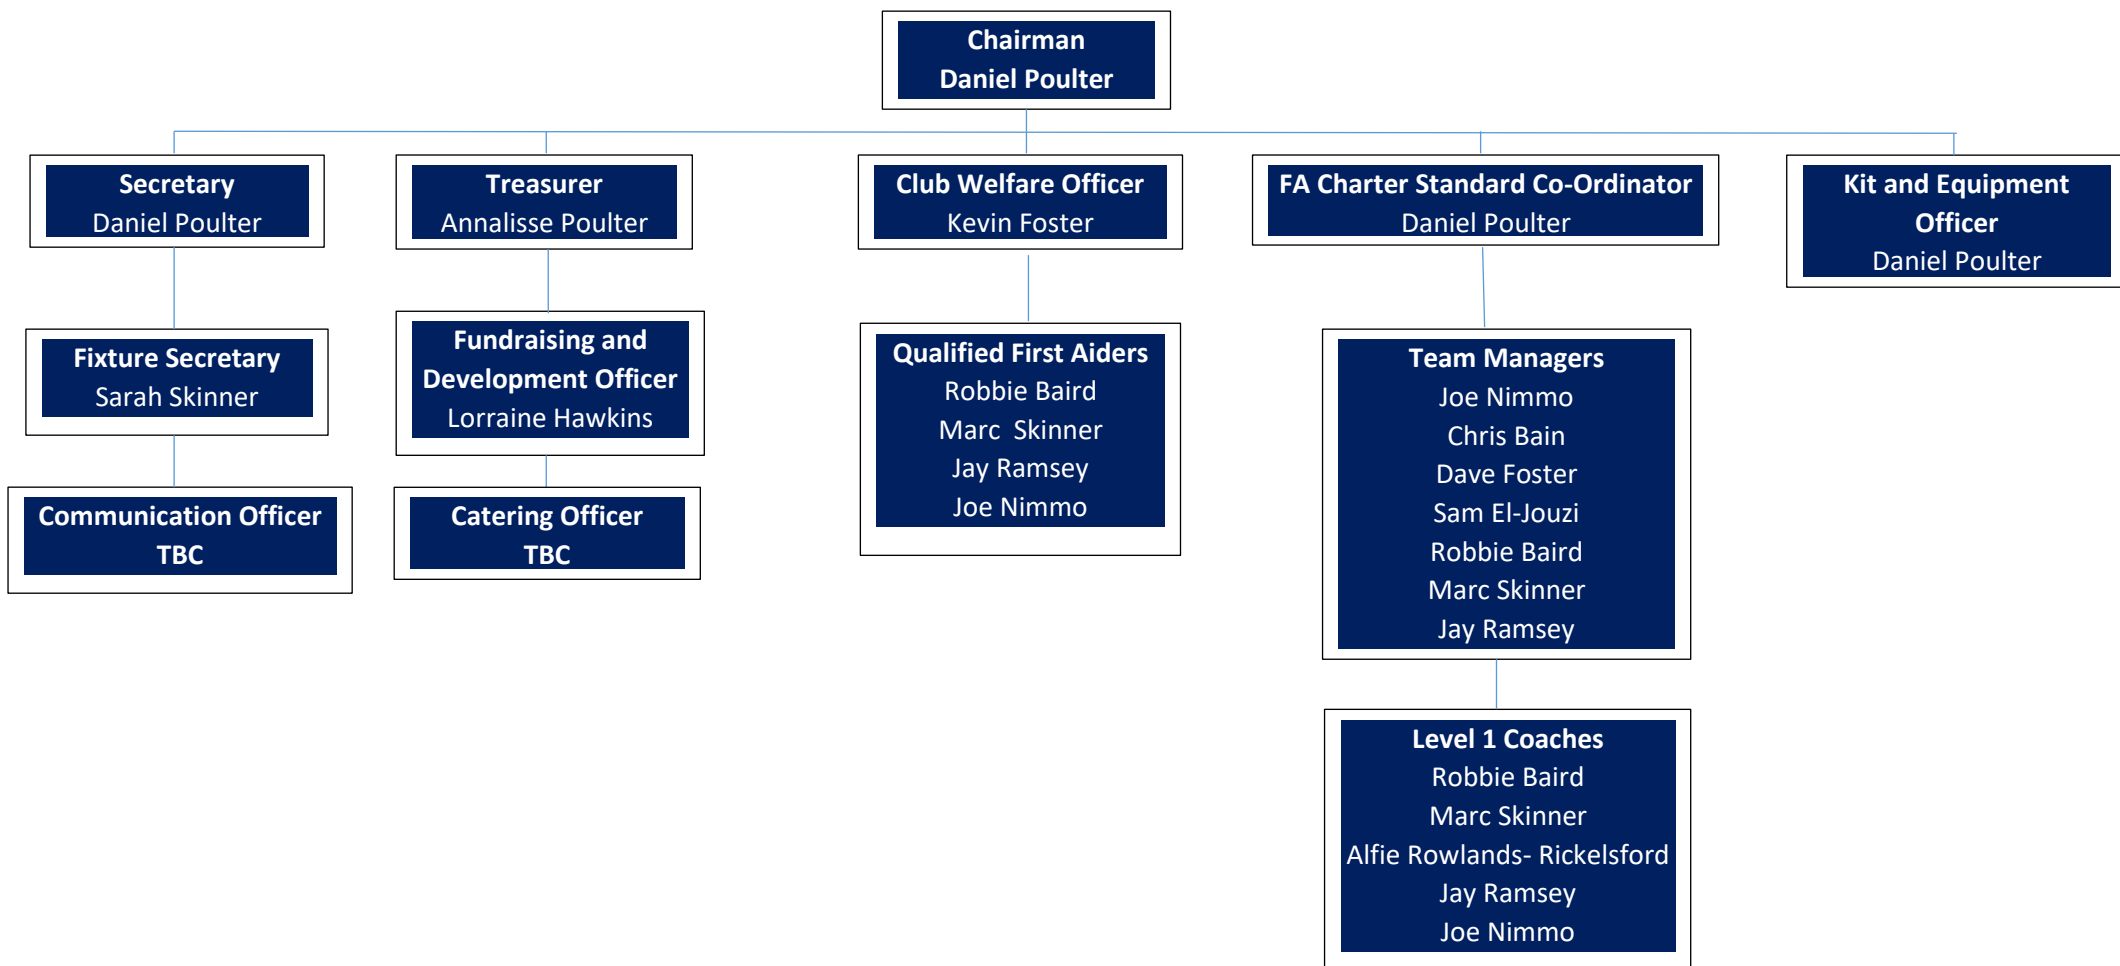 Chairman
Daniel Poulter
Secretary
Daniel Poulter
Treasurer
Annalisse Poulter
Club Welfare Officer
Kevin Foster
FA Charter Standard Co-Ordinator
Daniel Poulter
Kit and Equipment
Officer
Daniel Poulter
Fixture Secretary
Sarah Skinner
Fundraising and
Development Officer
Lorraine Hawkins
Qualified First Aiders
Robbie Baird
Marc  Skinner
Jay Ramsey
Joe Nimmo
Team Managers
Joe Nimmo
Chris Bain
Dave Foster
Sam El-Jouzi
Robbie Baird
Marc Skinner
Jay Ramsey
Communication Officer
TBC
Catering Officer
TBC
Level 1 Coaches
Robbie Baird
Marc Skinner
Alfie Rowlands- Rickelsford
Jay Ramsey
Joe Nimmo